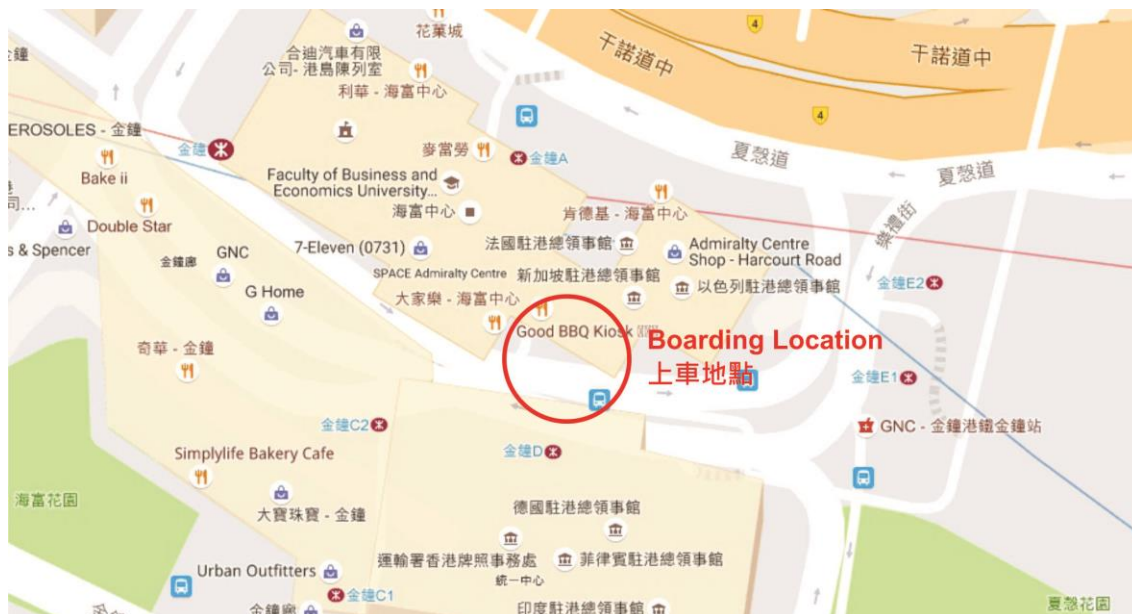 花菓城
金鐘
合迪汽車有限
公司- 港島陳列室
干諾道中
干諾道中
4
利華 - 海富中心
4
EROSOLES - 金鐘
金鐘
麥當勞
金鐘A
夏慤道
夏慤道
Bake ii
Faculty of Business and
Economics University...
海富中心
肯德基 - 海富中心
樂禮街
司...
Double Star
s & Spencer
7-Eleven (0731)
法國駐港總領事館
Admiralty Centre
Shop - Harcourt Road
金鐘廊
GNC
SPACE Admiralty Centre
新加坡駐港總領事館
以色列駐港總領事館
金鐘E2
G Home
大家樂 - 海富中心
Good BBQ Kiosk
Boarding Location
上車地點
奇華 - 金鐘
金鐘E1
金鐘C2
GNC - 金鐘港鐵金鐘站
Simplylife Bakery Cafe
金鐘D
海富花園
大寶珠寶 - 金鐘
德國駐港總領事館
運輸署香港牌照事務處
菲律賓駐港總領事館
統一中心
Urban Outfitters
金鐘C1
金鐘廊
印度駐港總領事館
夏慤花園